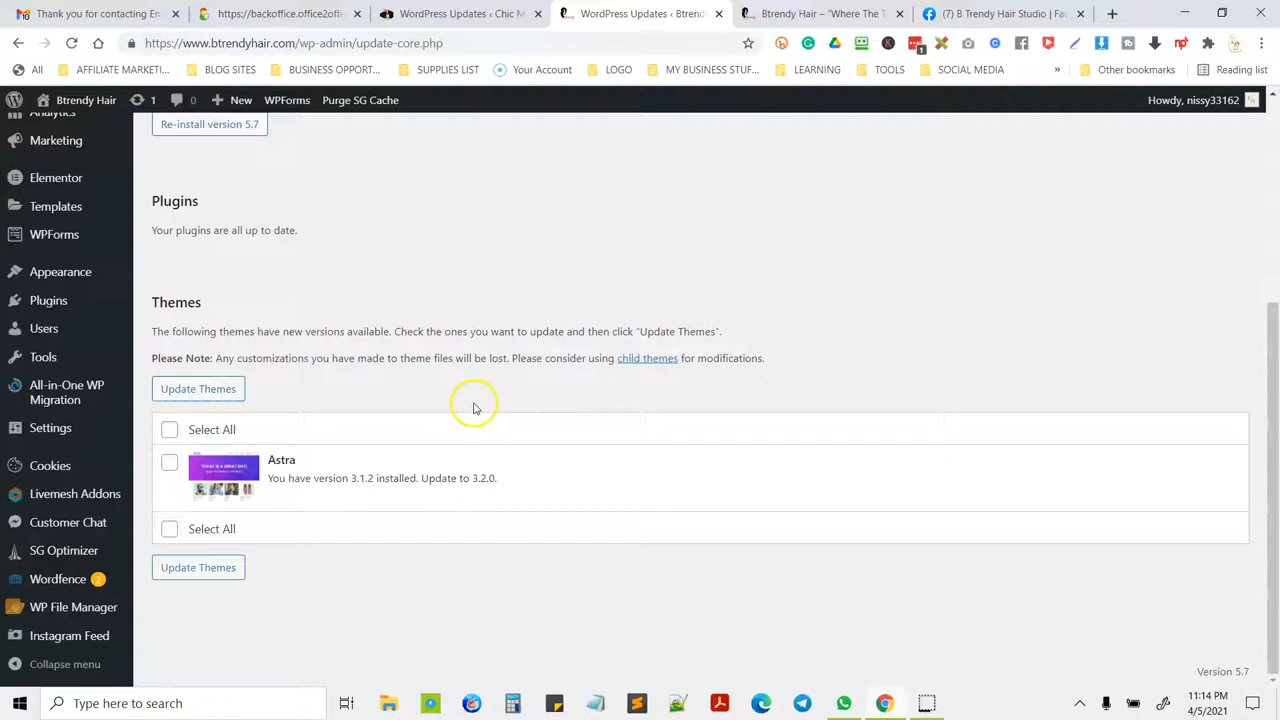 Thank you for contacting Em
https://backoffice.office2offi
WordPress Updates ‹ Chic M
WordPress Updates ‹ Btrendy
Btrendy Hair – "Where The T
(7) B Trendy Hair Studio | Fac
https://www.btrendyhair.com/wp-admin/update-core.php
All
AFFILIATE MARKETI...
BLOG SITES
BUSINESS OPPORT...
SUPPLIES LIST
Your Account
LOGO
MY BUSINESS STUF...
LEARNING
TOOLS
SOCIAL MEDIA
»
Other bookmarks
Reading list
Btrendy Hair
1
0
New
WPForms
Purge SG Cache
Howdy, nissy33162
Analytics
Marketing
Elementor
Templates
WPForms
Appearance
Plugins
Users
Tools
All-in-One WP
Migration
Settings
Cookies
Livemesh Addons
Customer Chat
SG Optimizer
Wordfence 2
WP File Manager
Instagram Feed
Collapse menu
Re-install version 5.7
Plugins
Your plugins are all up to date.
Themes
The following themes have new versions available. Check the ones you want to update and then click "Update Themes".
Please Note: Any customizations you have made to theme files will be lost. Please consider using child themes for modifications.
Update Themes
Select All
Astra
You have version 3.1.2 installed. Update to 3.2.0.
Select All
Update Themes
Version 5.7
Type here to search
11:14 PM
4/5/2021